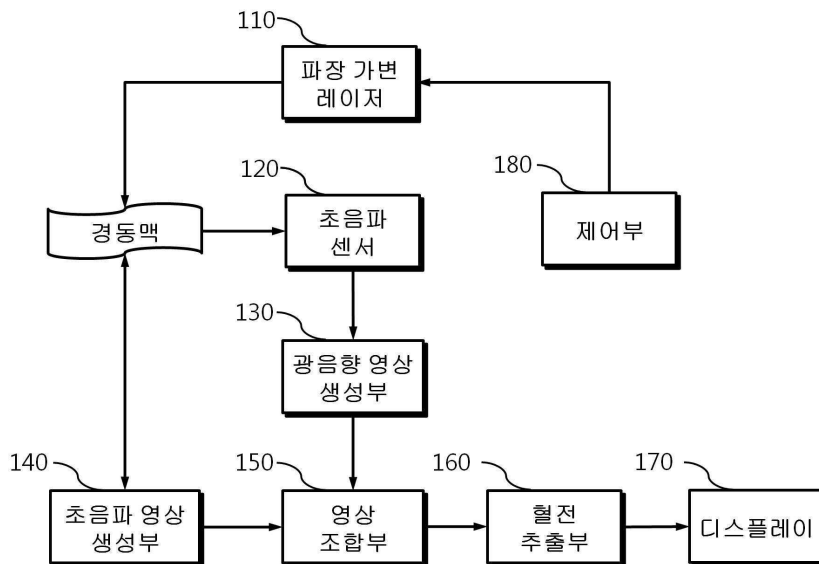 110
파장 가변
레이저
120
180
경동맥
초음파
센서
제어부
130
광음향 영상
생성부
140
150
160
170
초음파 영상
생성부
영상
조합부
혈전
추출부
디스플레이